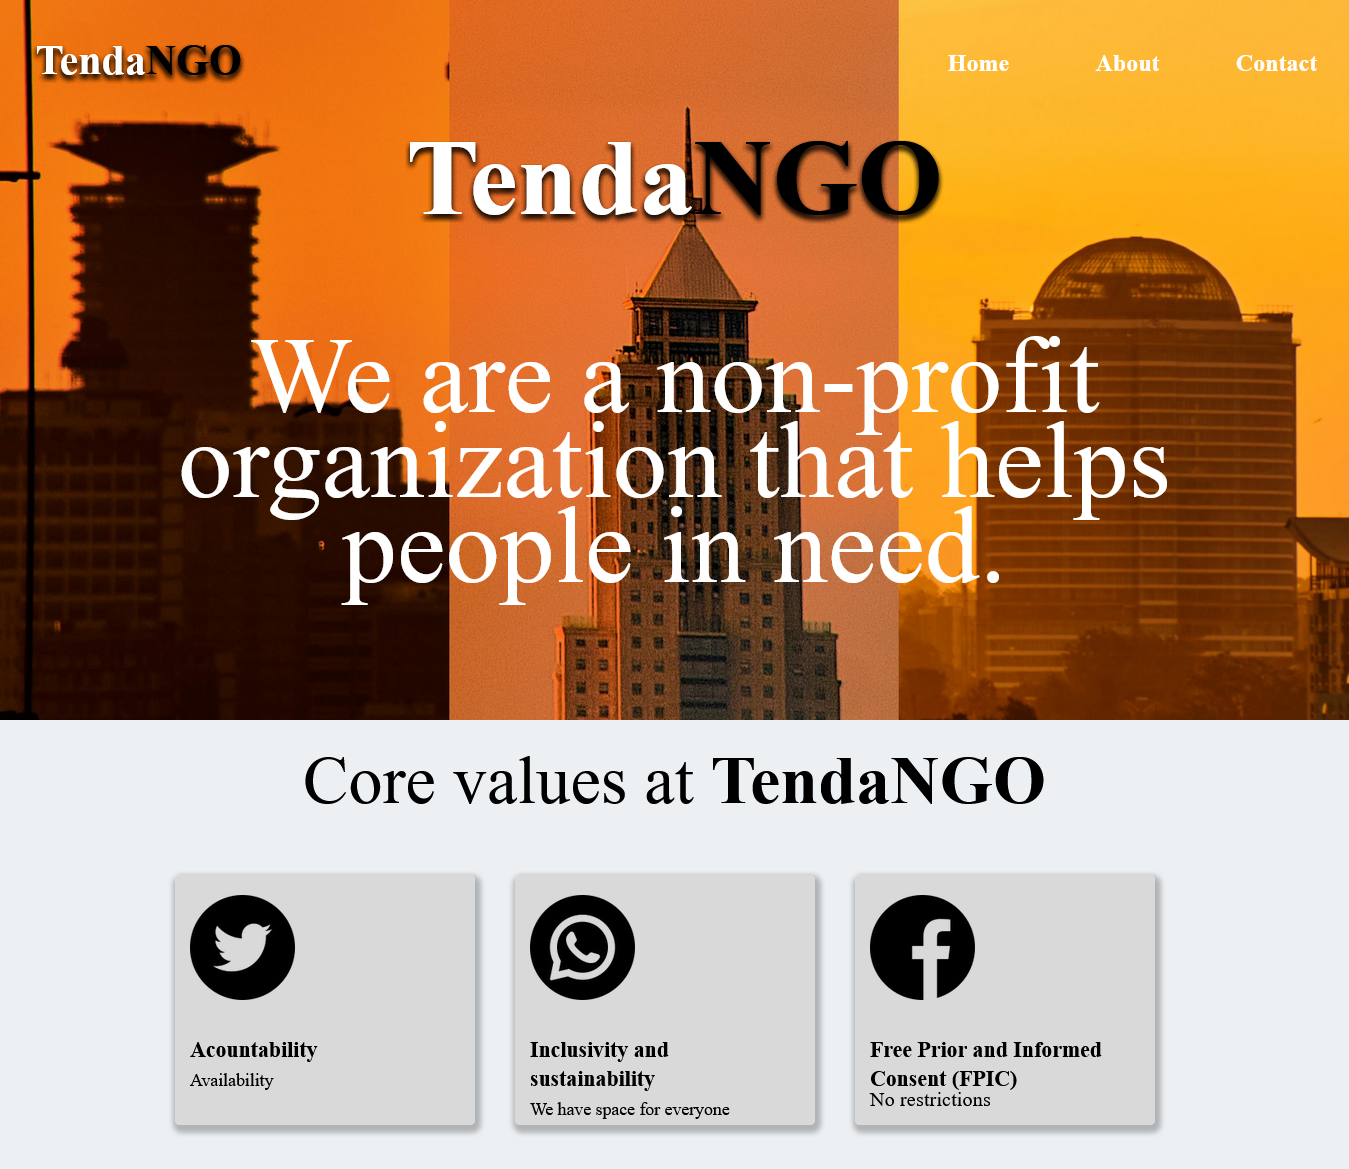 TendaNGO
Home About Contact
TendaNGO
We are a non-profit
organization that helps
people in need.
Core values at TendaNGO
Acountability
Availability
Inclusivity and
sustainability
We have space for everyone
Free Prior and Informed
Consent (FPIC)
No restrictions